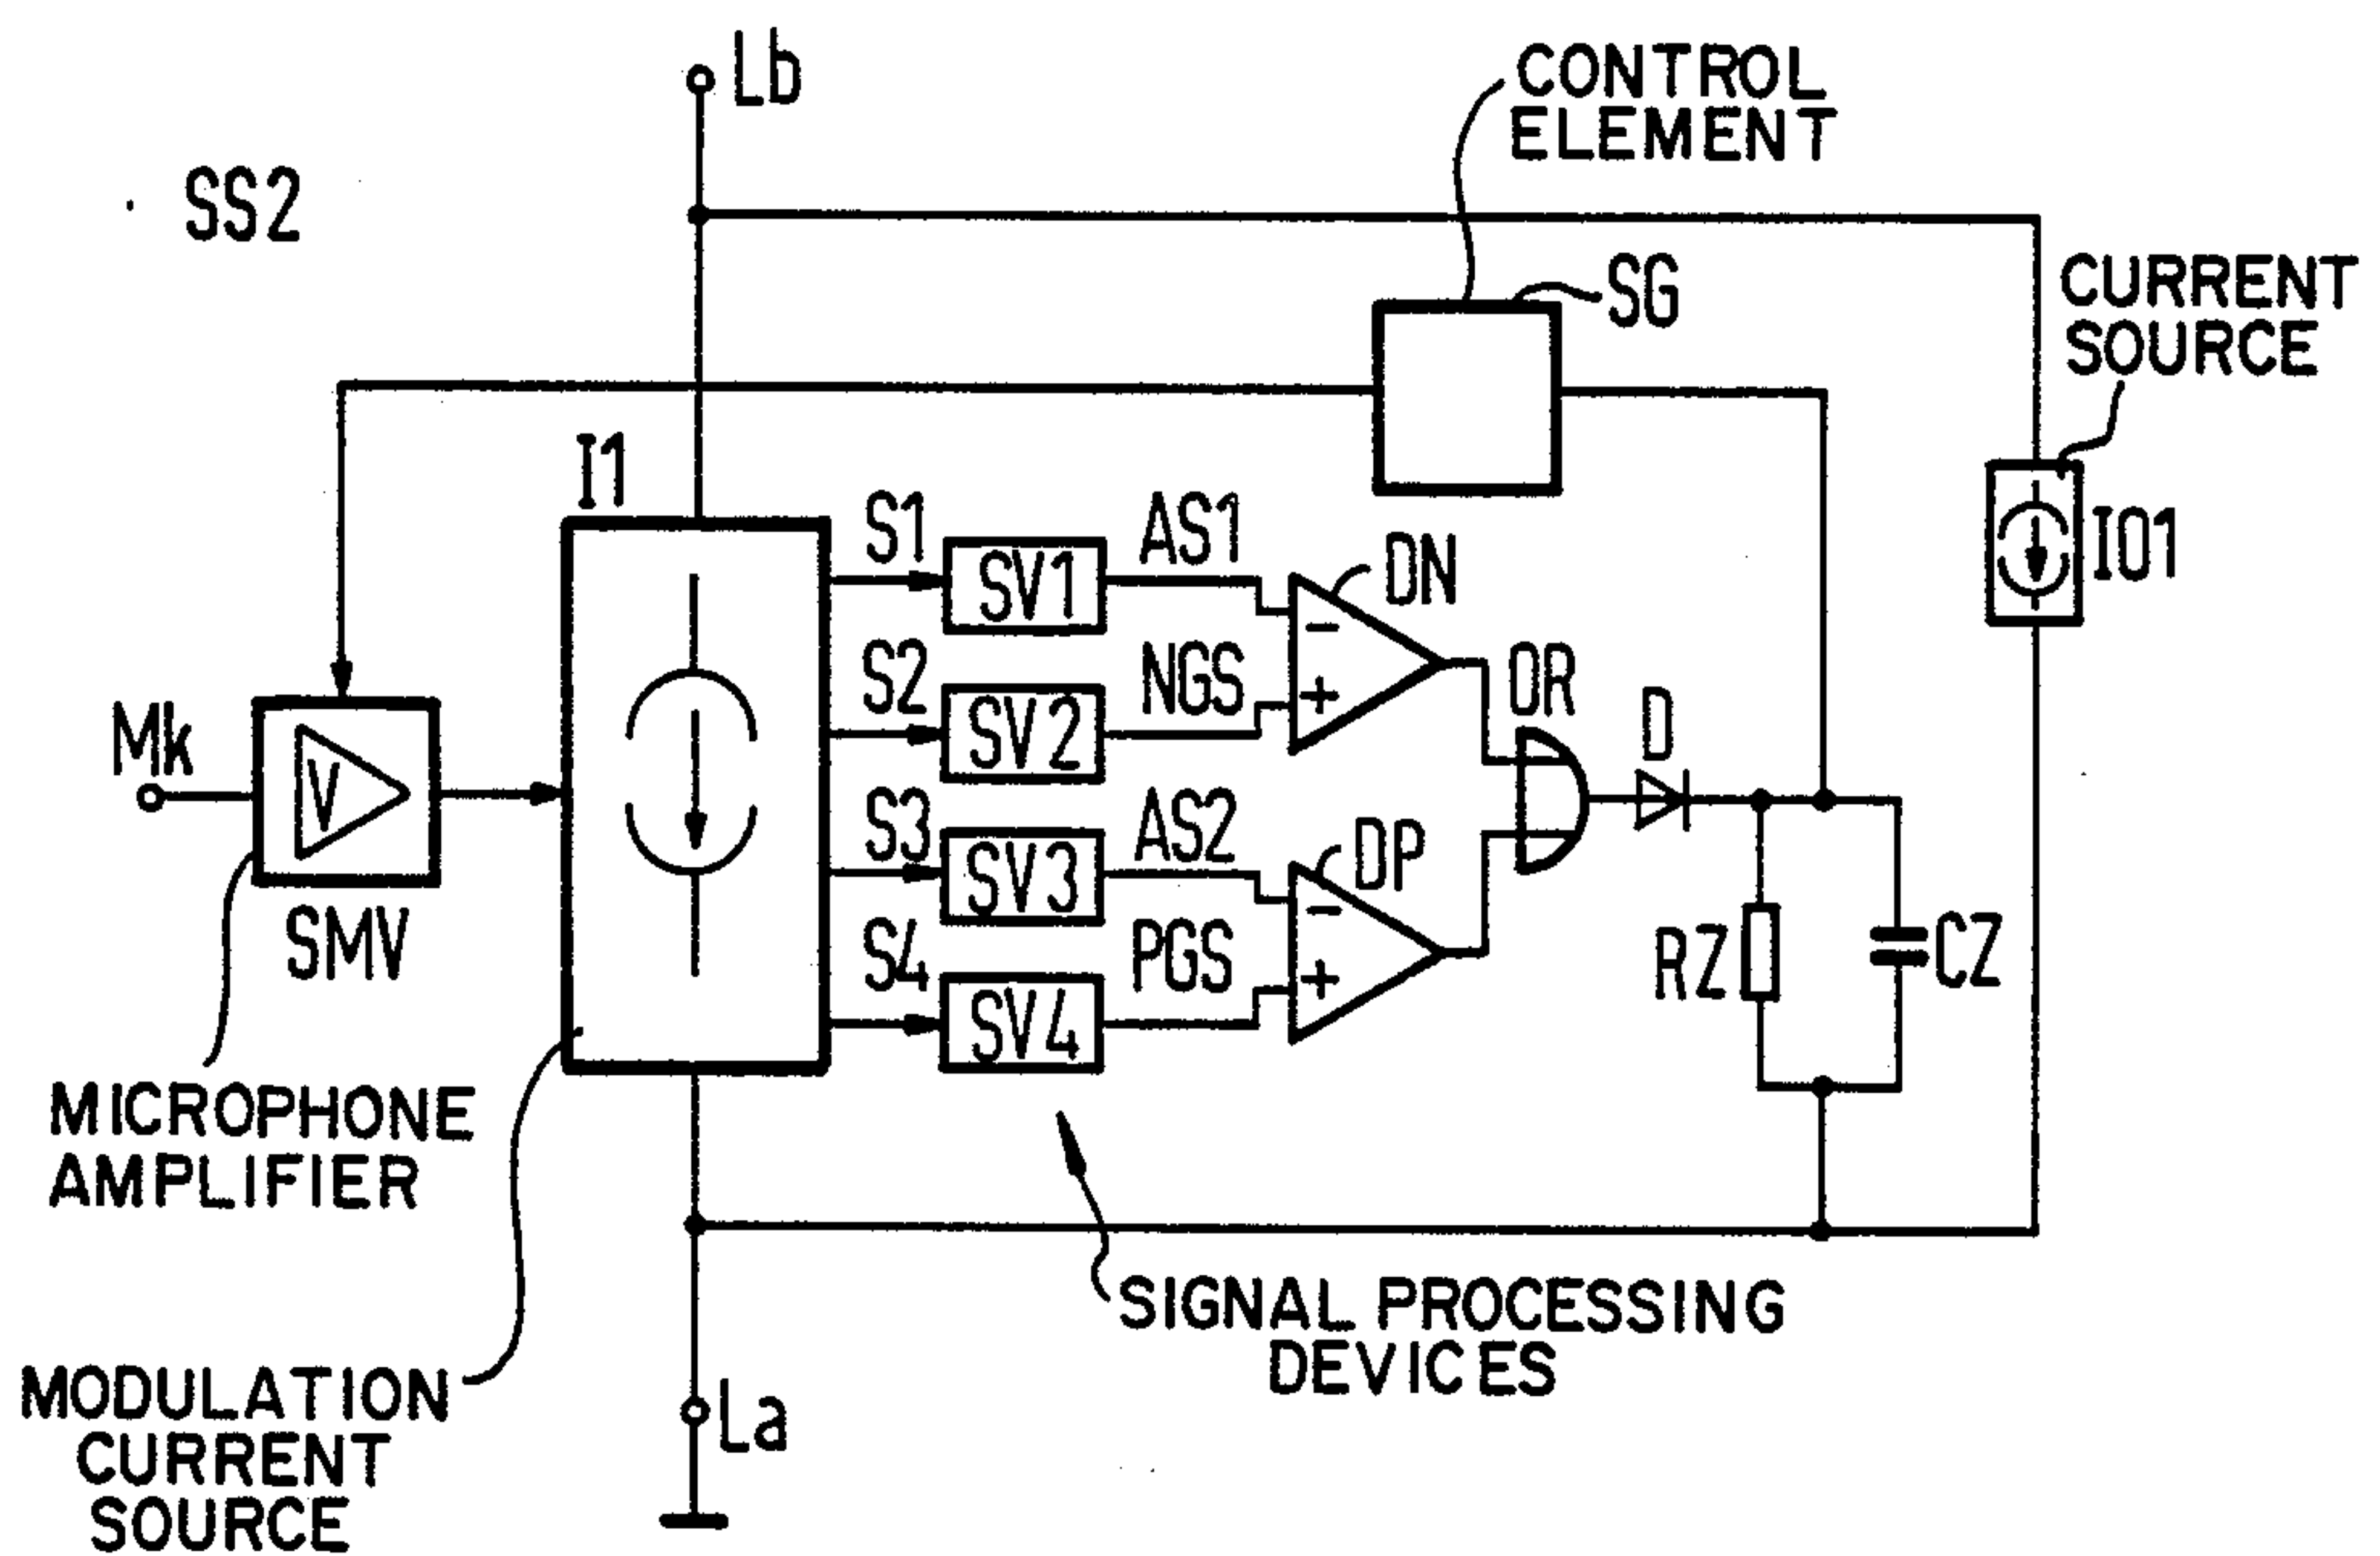 Lb
CONTROL
ELEMENT
SS2
SG
CURRENT
SOURCE
I1
S1
SV1
AS1
DN
I01
S2
SV2
NGS
OR
D
Mk
V
SMV
S3
SV3
AS2
DP
S4
SV4
PGS
-
+
-
+
RZ
CZ
MICROPHONE
AMPLIFIER
SIGNAL PROCESSING
DEVICES
MODULATION
CURRENT
SOURCE
La